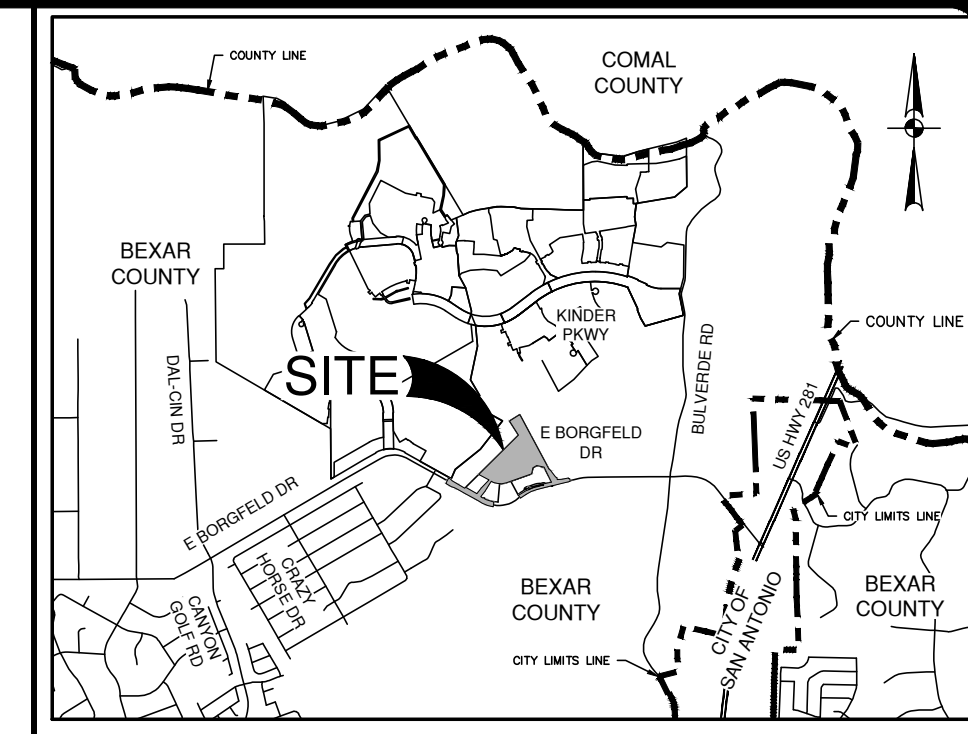 COUNTY LINE
COMAL
COUNTY
BEXAR
COUNTY
COUNTY LINE
KINDER
PKWY
DAL-CIN DR
SITE
BULVERDE RD
US HWY 281
E BORGFELD
DR
E BORGFELD DR
CITY LIMITS LINE
CRAZY
HORSE DR
CANYON
GOLF RD
BEXAR
COUNTY
BEXAR
COUNTY
CITY OF
SAN ANTONIO
CITY LIMITS LINE